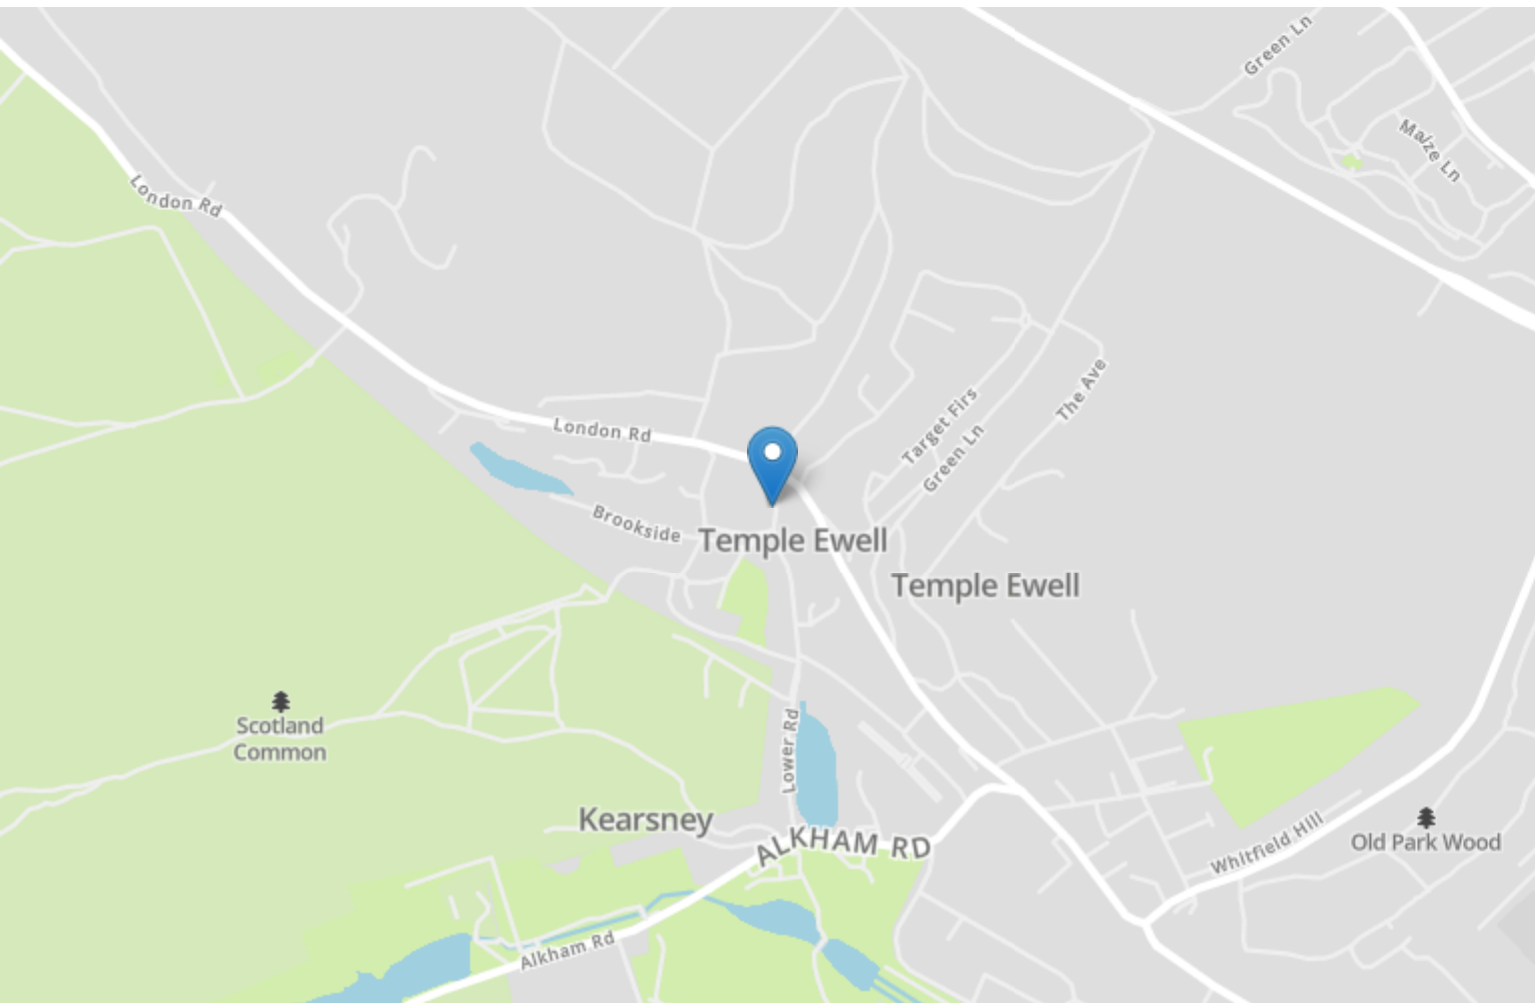 Green Ln
Maize Ln
London Rd
London Rd
Target Firs
Green Ln
The Ave
Brookside
Temple Ewell
Temple Ewell
Scotland
Common
Lower Rd
Kearsney
ALKHAM RD
Whitfield Hill
Old Park Wood
Alkham Rd